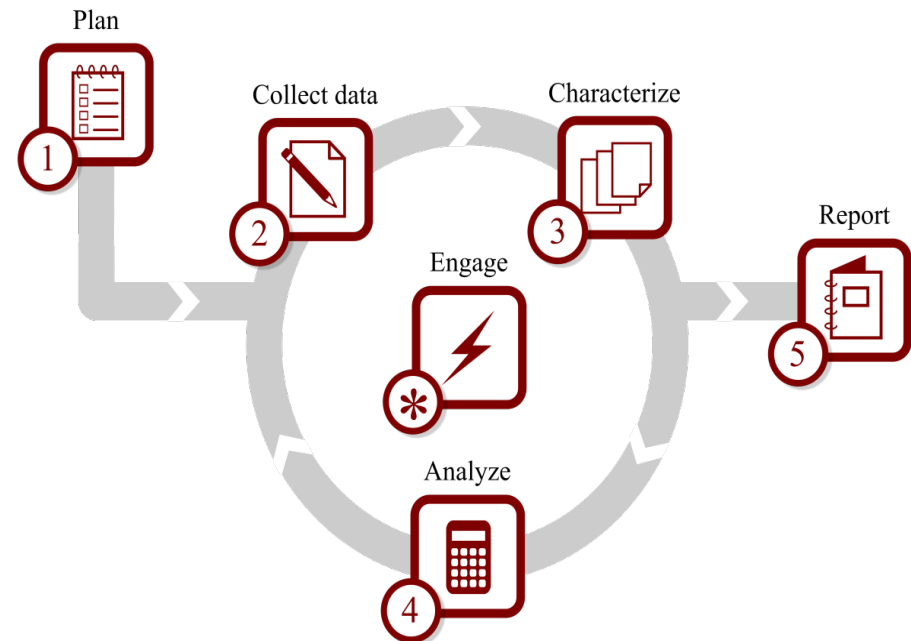 Plan
1
Collect data
2
Characterize
3
Engage
*
Analyze
4
Report
5